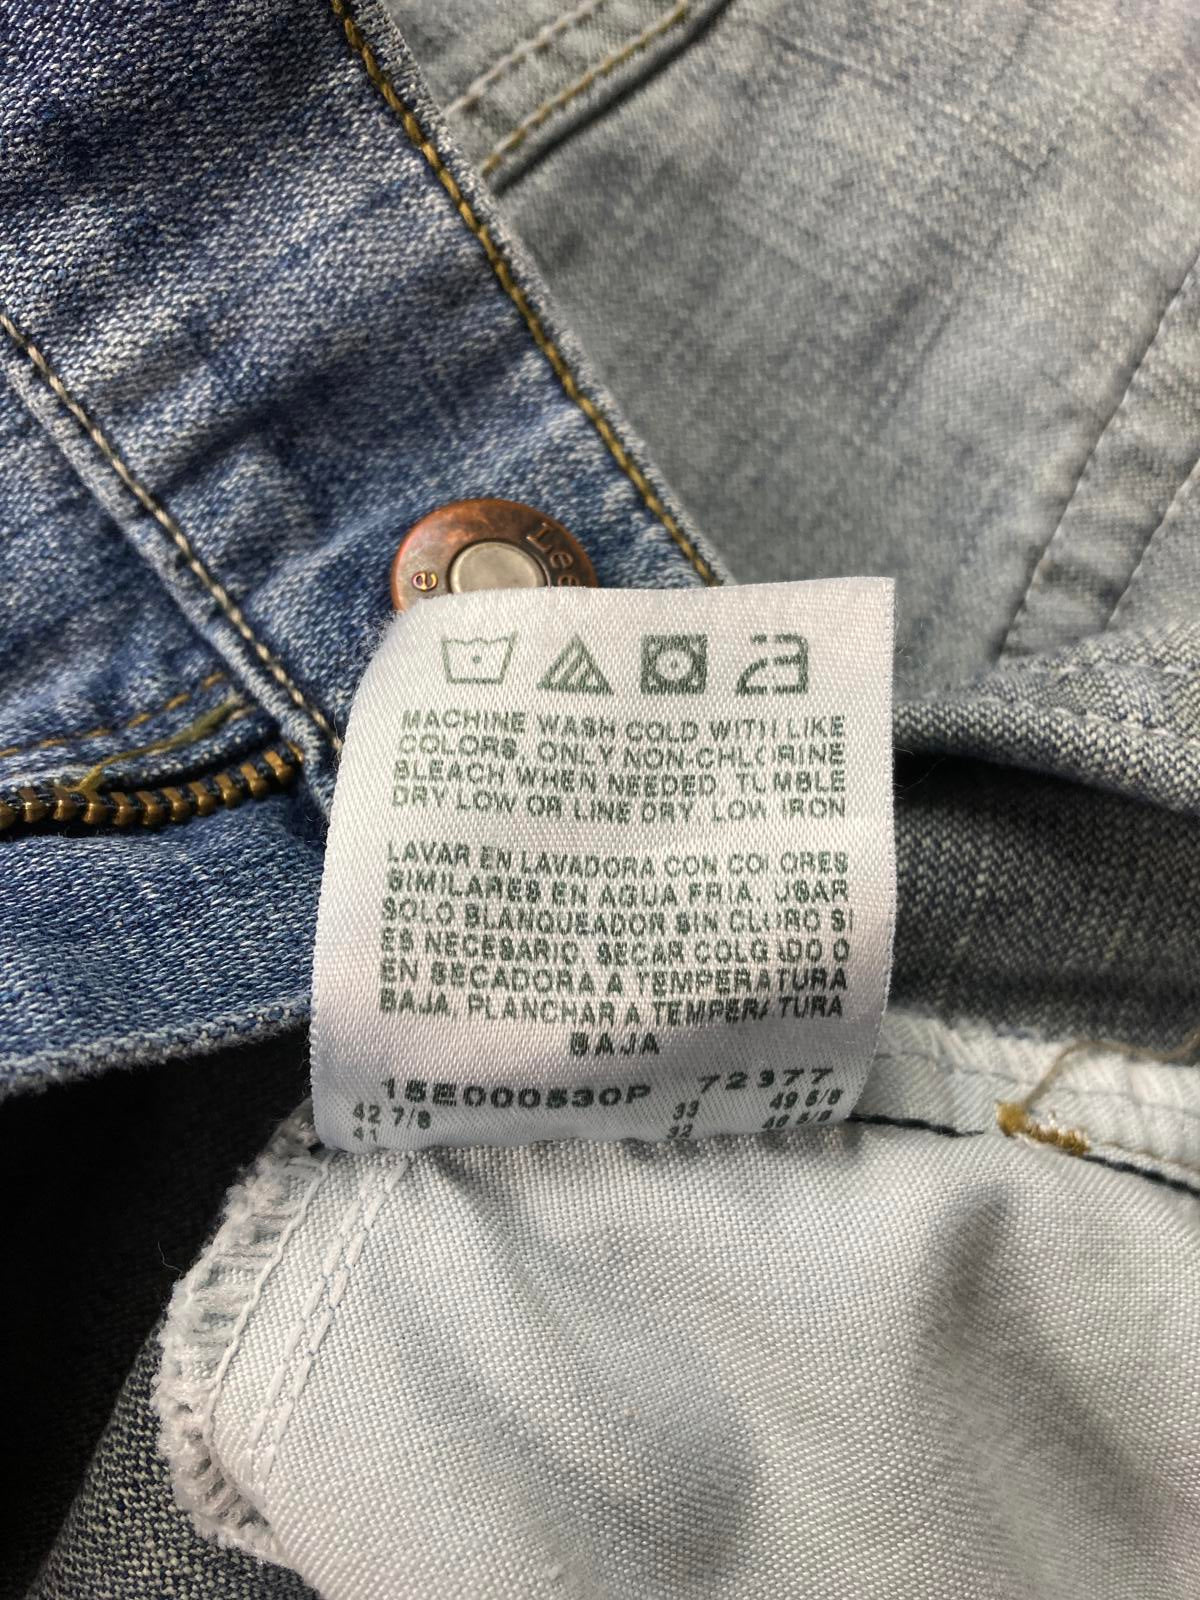 Lee
e
MACHINE WASH COLD WITH LIKE
COLORS. ONLY NON-CHLORINE
BLEACH WHEN NEEDED. TUMBLE
DRY LOW OR LINE DRY. LOW IRON
LAVAR EN LAVADORA CON COLORES
SIMILARES EN AGUA FRIA. USAR
SOLO BLANQUEADOR SIN CLORO SI
ES NECESARIO. SECAR COLGADO O
EN SECADORA A TEMPERATURA
BAJA. PLANCHAR A TEMPERATURA
BAJA
15E000530P 72377
42 7/8 33 49 5/8
41 32 48 5/8